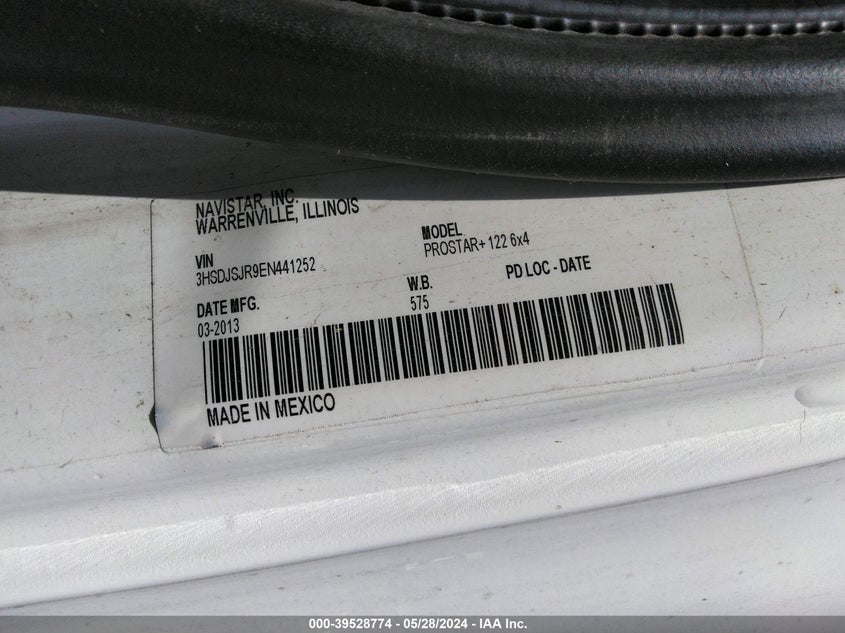 NAVISTAR, INC.
WARRENVILLE, ILLINOIS
VIN
3HSDJSJR9EN441252
MODEL
PROSTAR+ 122 6x4
DATE MFG.
03-2013
W.B.
575
PD LOC - DATE
MADE IN MEXICO
000-39528774 - 05/28/2024 - IAA Inc.